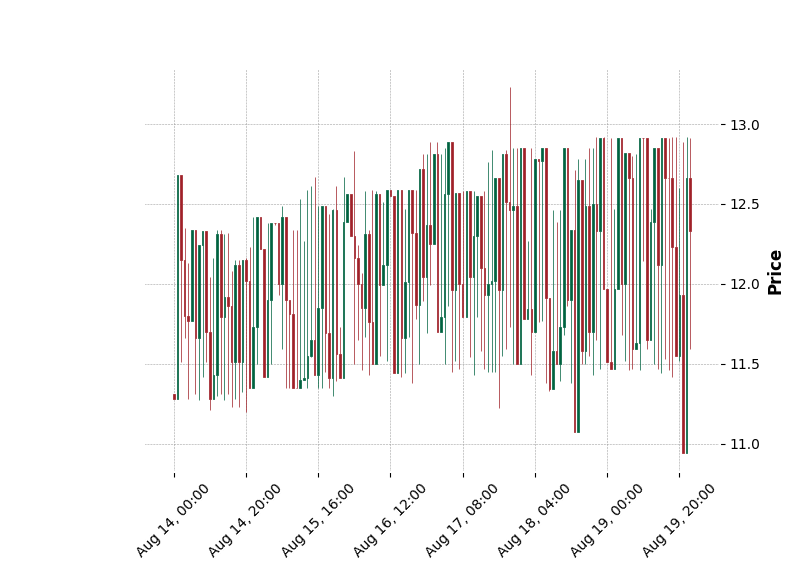 13.0
12.5
12.0
11.5
11.0
Price
Aug 14, 00:00
Aug 14, 20:00
Aug 15, 16:00
Aug 16, 12:00
Aug 17, 08:00
Aug 18, 04:00
Aug 19, 00:00
Aug 19, 20:00